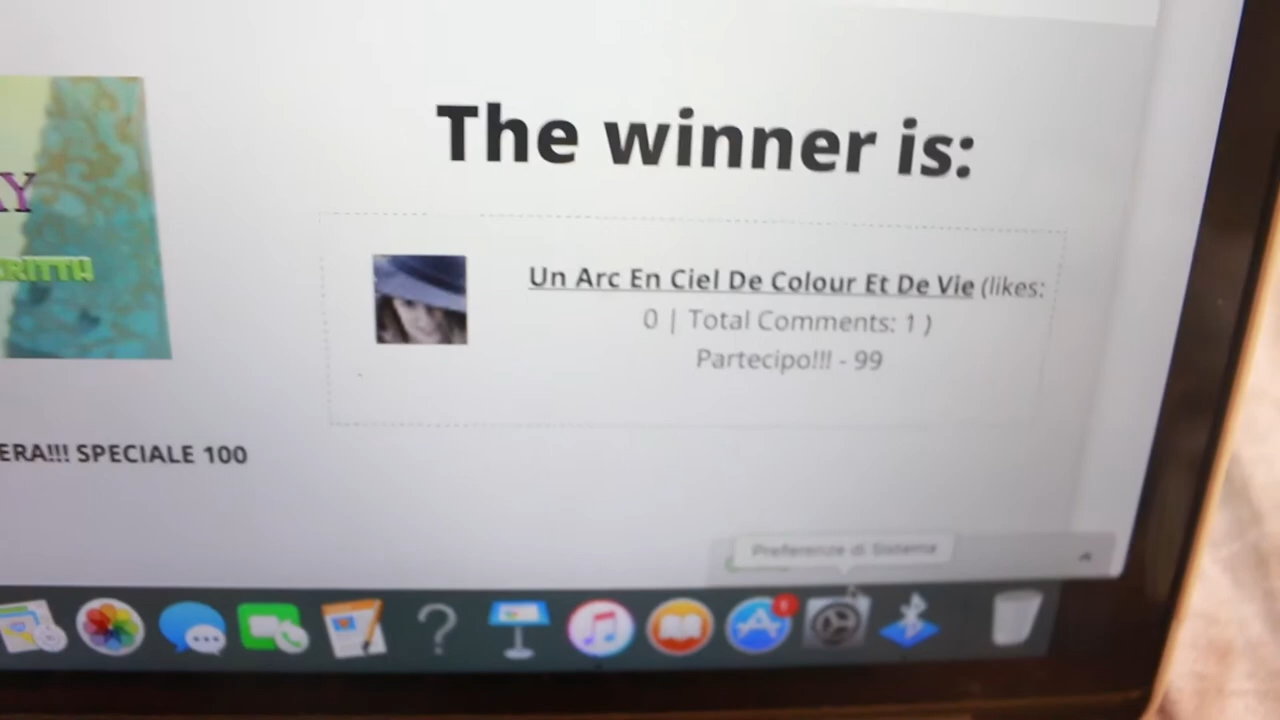 The winner is:
AY
Un Arc En Ciel De Colour Et De Vie (likes:
0 | Total Comments: 1 )
Partecipo!!! - 99
ERA!!! SPECIALE 100
Preferenze di Sistema